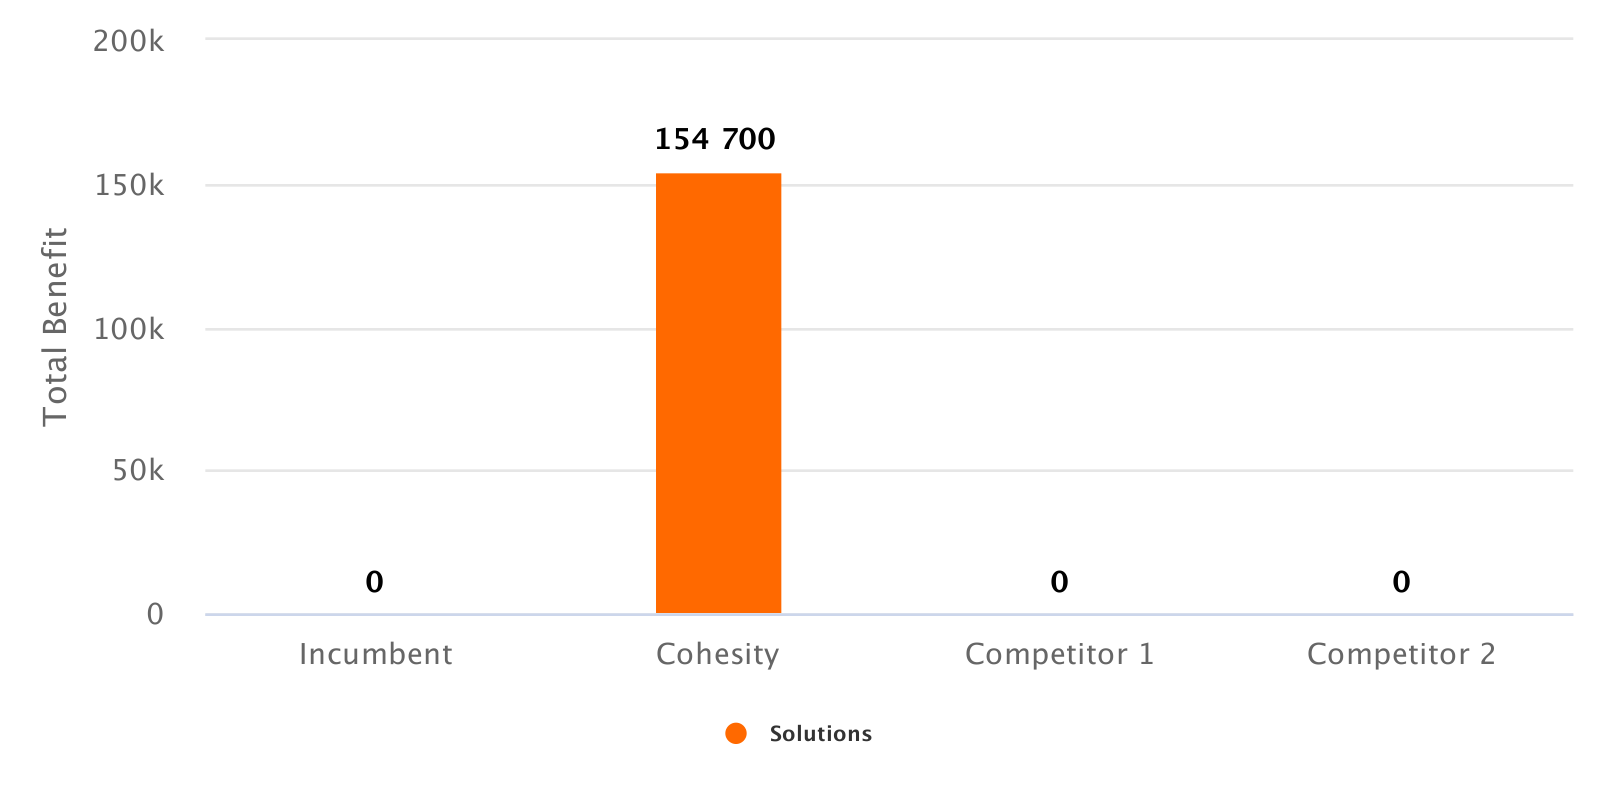 Total Benefit
200k
150k
100k
50k
0
154 700
0
0
0
Incumbent
Cohesity
Competitor 1
Competitor 2
Solutions